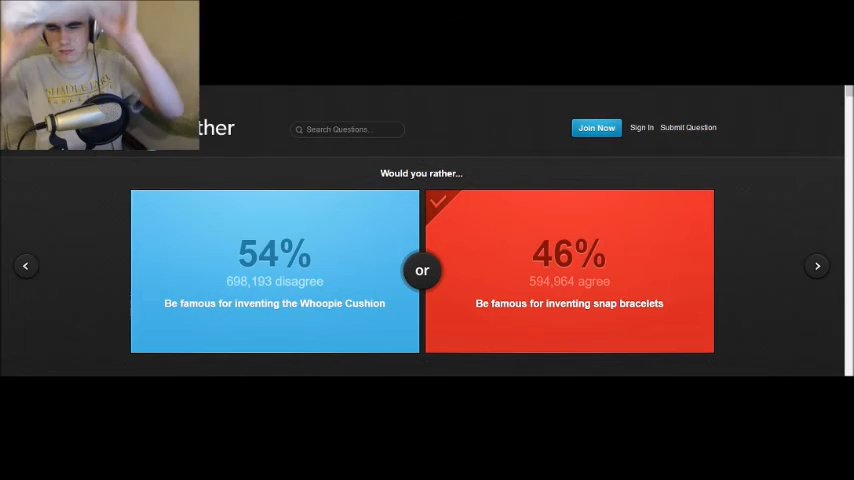 ther
Search Questions...
Join Now
Sign In
Submit Question
Would you rather...
54%
698,193 disagree
Be famous for inventing the Whoopie Cushion
or
46%
594,964 agree
Be famous for inventing snap bracelets